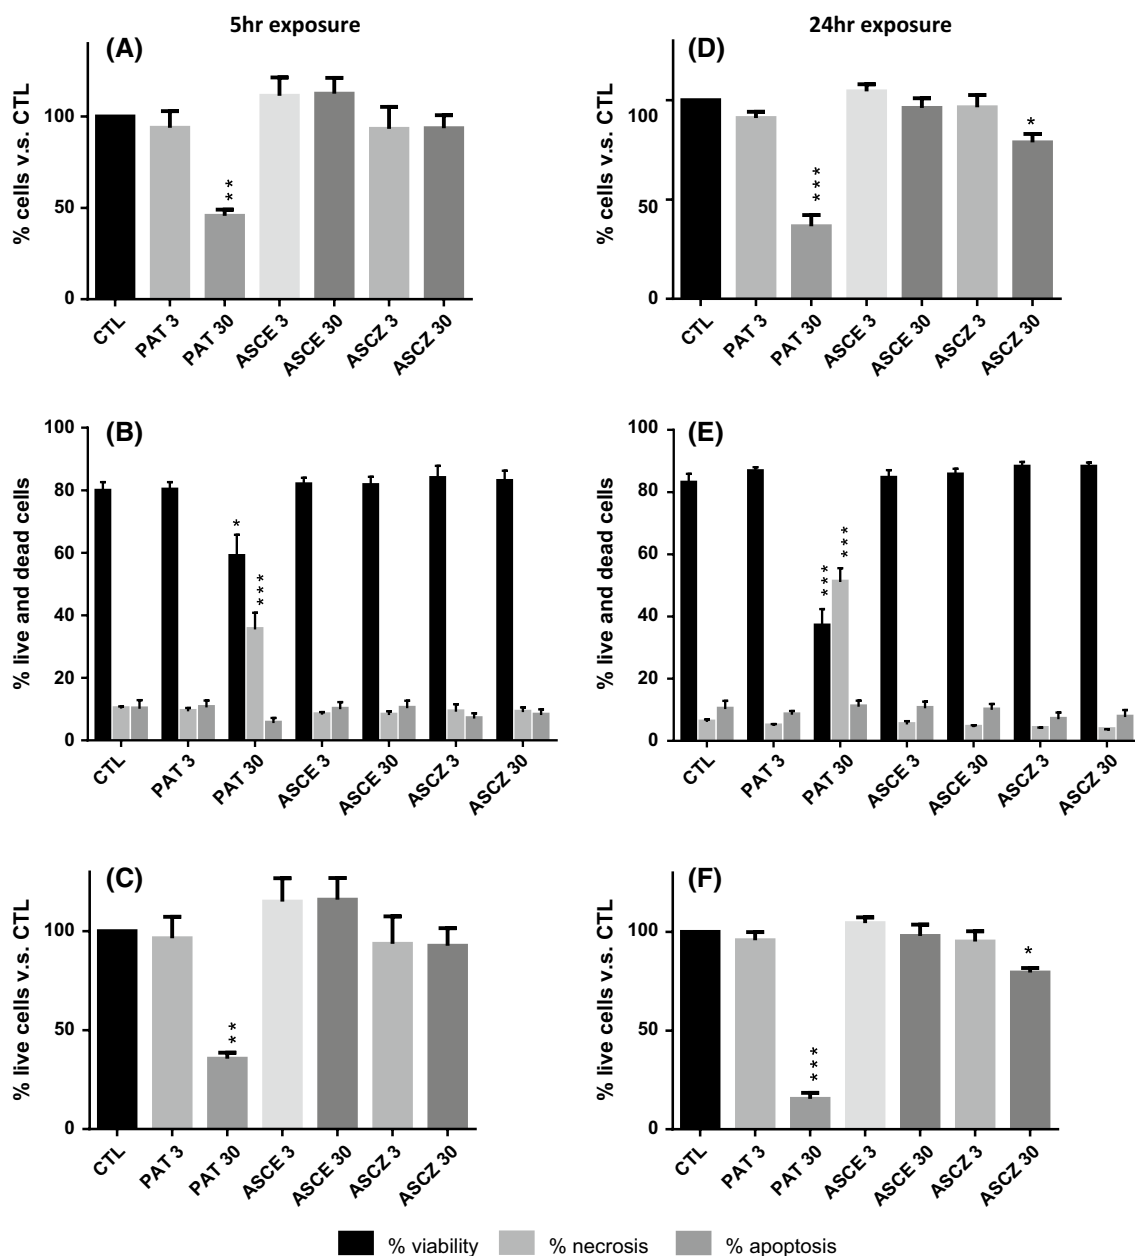 5hr exposure
24hr exposure
(A)
% cells v.s. CTL
100
50
0
**
CTL
PAT 3
PAT 30
ASCE 3
ASCE 30
ASCZ 3
ASCZ 30
(D)
% cells v.s. CTL
100
50
0
***
*
CTL
PAT 3
PAT 30
ASCE 3
ASCE 30
ASCZ 3
ASCZ 30
(B)
% live and dead cells
100
80
60
40
20
0
*
***
CTL
PAT 3
PAT 30
ASCE 3
ASCE 30
ASCZ 3
ASCZ 30
(E)
% live and dead cells
100
80
60
40
20
0
***
***
CTL
PAT 3
PAT 30
ASCE 3
ASCE 30
ASCZ 3
ASCZ 30
(C)
% live cells v.s. CTL
100
50
0
**
CTL
PAT 3
PAT 30
ASCE 3
ASCE 30
ASCZ 3
ASCZ 30
(F)
% live cells v.s. CTL
100
50
0
***
*
CTL
PAT 3
PAT 30
ASCE 3
ASCE 30
ASCZ 3
ASCZ 30
% viability % necrosis % apoptosis